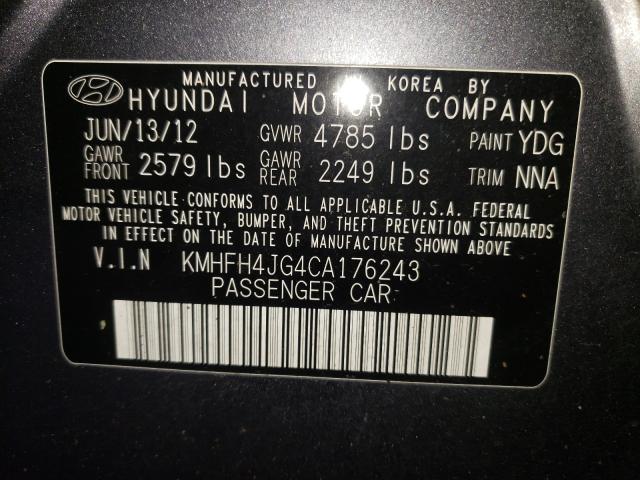 MANUFACTURED IN KOREA BY
HYUNDAI MOTOR COMPANY
JUN/13/12 GVWR 4785 lbs PAINT YDG
GAWR FRONT 2579 lbs GAWR REAR 2249 lbs TRIM NNA
THIS VEHICLE CONFORMS TO ALL APPLICABLE U.S.A. FEDERAL
MOTOR VEHICLE SAFETY, BUMPER, AND THEFT PREVENTION STANDARDS
IN EFFECT ON THE DATE OF MANUFACTURE SHOWN ABOVE
V.I.N KMHFH4JG4CA176243
PASSENGER CAR